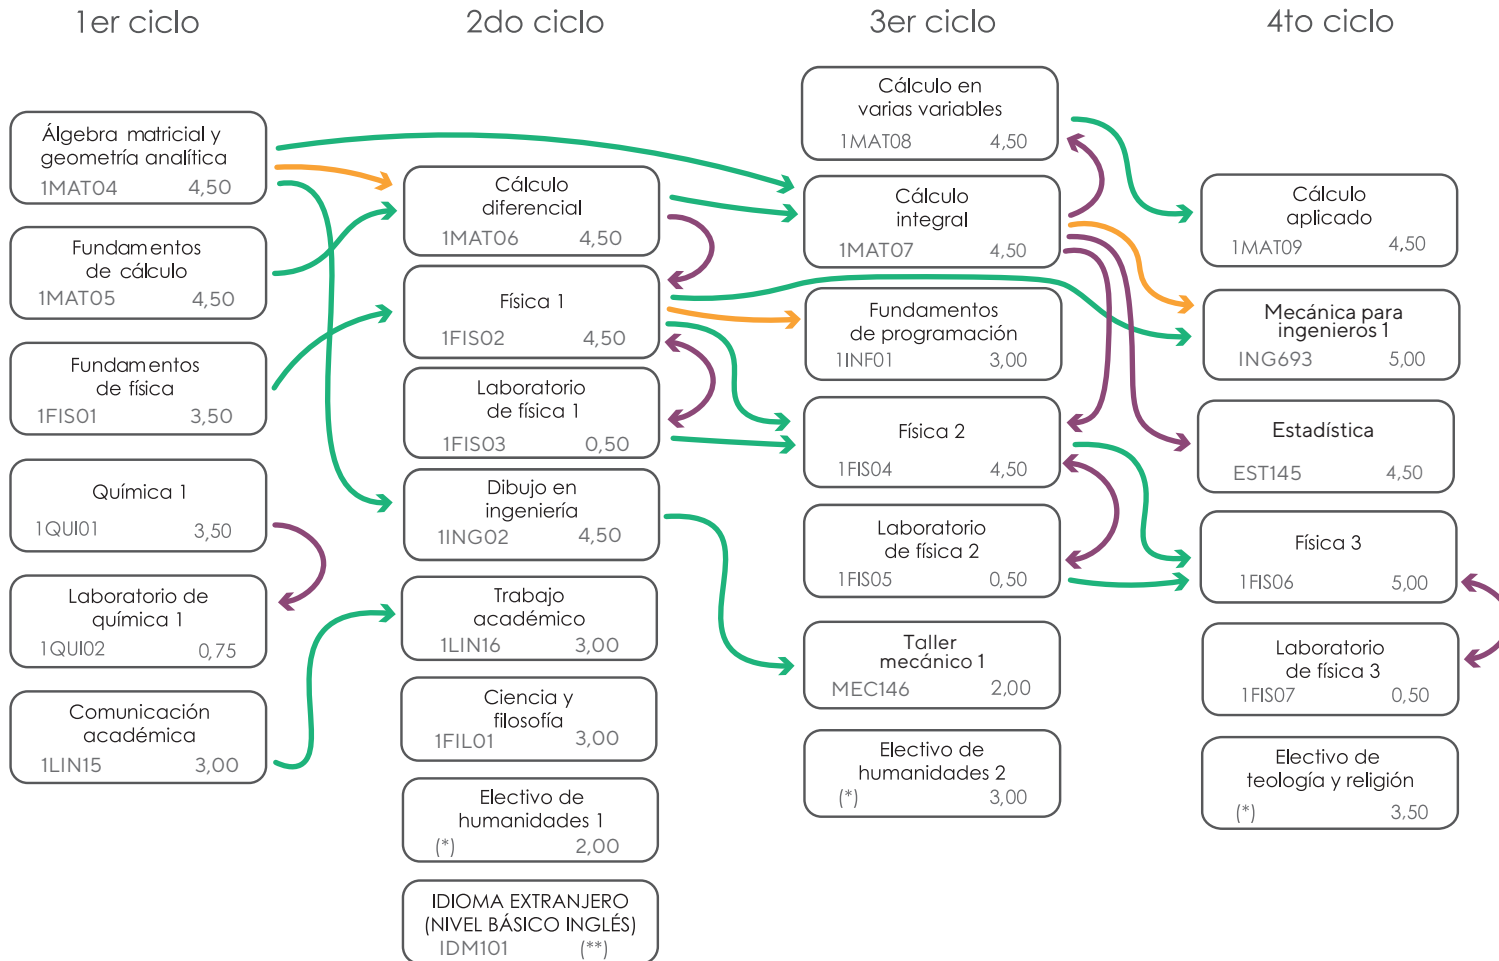 1er ciclo
Álgebra matricial y
geometría analítica
1MAT04 4,50
Fundamentos
de cálculo
1MAT05 4,50
Fundamentos
de física
1FIS01 3,50
Química 1
1QUI01 3,50
Laboratorio de
química 1
1QUI02 0,75
Comunicación
académica
1LIN15 3,00
2do ciclo
Cálculo
diferencial
1MAT06 4,50
Física 1
1FIS02 4,50
Laboratorio
de física 1
1FIS03 0,50
Dibujo en
ingeniería
1ING02 4,50
Trabajo
académico
1LIN16 3,00
Ciencia y
filosofía
1FIL01 3,00
Electivo de
humanidades 1
(*) 2,00
IDIOMA EXTRANJERO
(NIVEL BÁSICO INGLÉS)
IDM101 (**)
3er ciclo
Cálculo en
varias variables
1MAT08 4,50
Cálculo
integral
1MAT07 4,50
Fundamentos
de programación
1INF01 3,00
Física 2
1FIS04 4,50
Laboratorio
de física 2
1FIS05 0,50
Taller
mecánico 1
MEC146 2,00
Electivo de
humanidades 2
(*) 3,00
4to ciclo
Cálculo
aplicado
1MAT09 4,50
Mecánica para
ingenieros 1
ING693 5,00
Estadística
EST145 4,50
Física 3
1FIS06 5,00
Laboratorio
de física 3
1FIS07 0,50
Electivo de
teología y religión
(*) 3,50